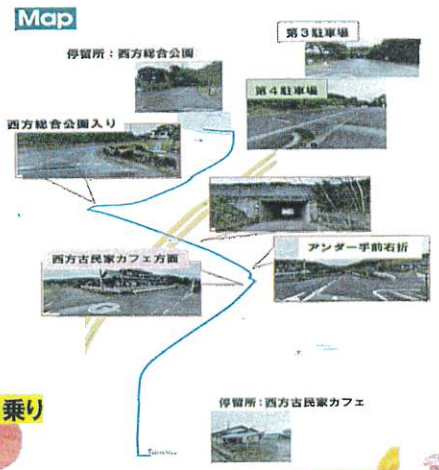 Map
第3駐車場
停留所：西方総合公園
第4駐車場
西方総合公園入り
西方古民家カフェ方面
アンダー手前右折
乗り
停留所：西方古民家カフェ